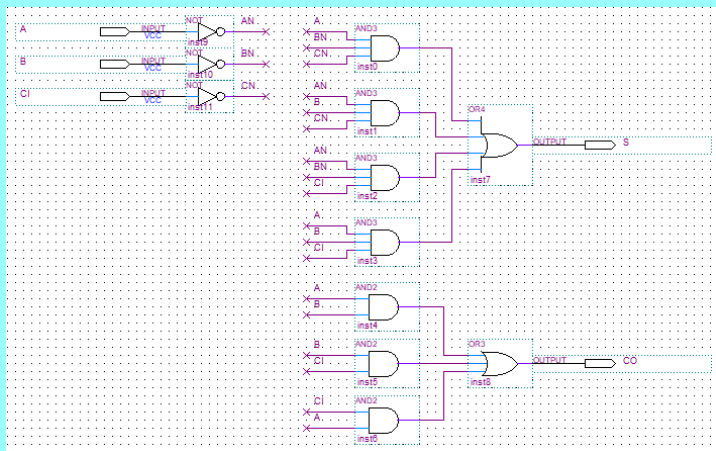 A INPUT VCC NOT inst9 AN
B INPUT VCC NOT inst10 BN
CI INPUT VCC NOT inst11 CN
A BN CN AND3 inst0
AN B CN AND3 inst1
AN BN CI AND3 inst2
A B CI AND3 inst3
OR4 inst7 OUTPUT S
A B AND2 inst4
B CI AND2 inst5
CI A AND2 inst6
OR3 inst8 OUTPUT CO